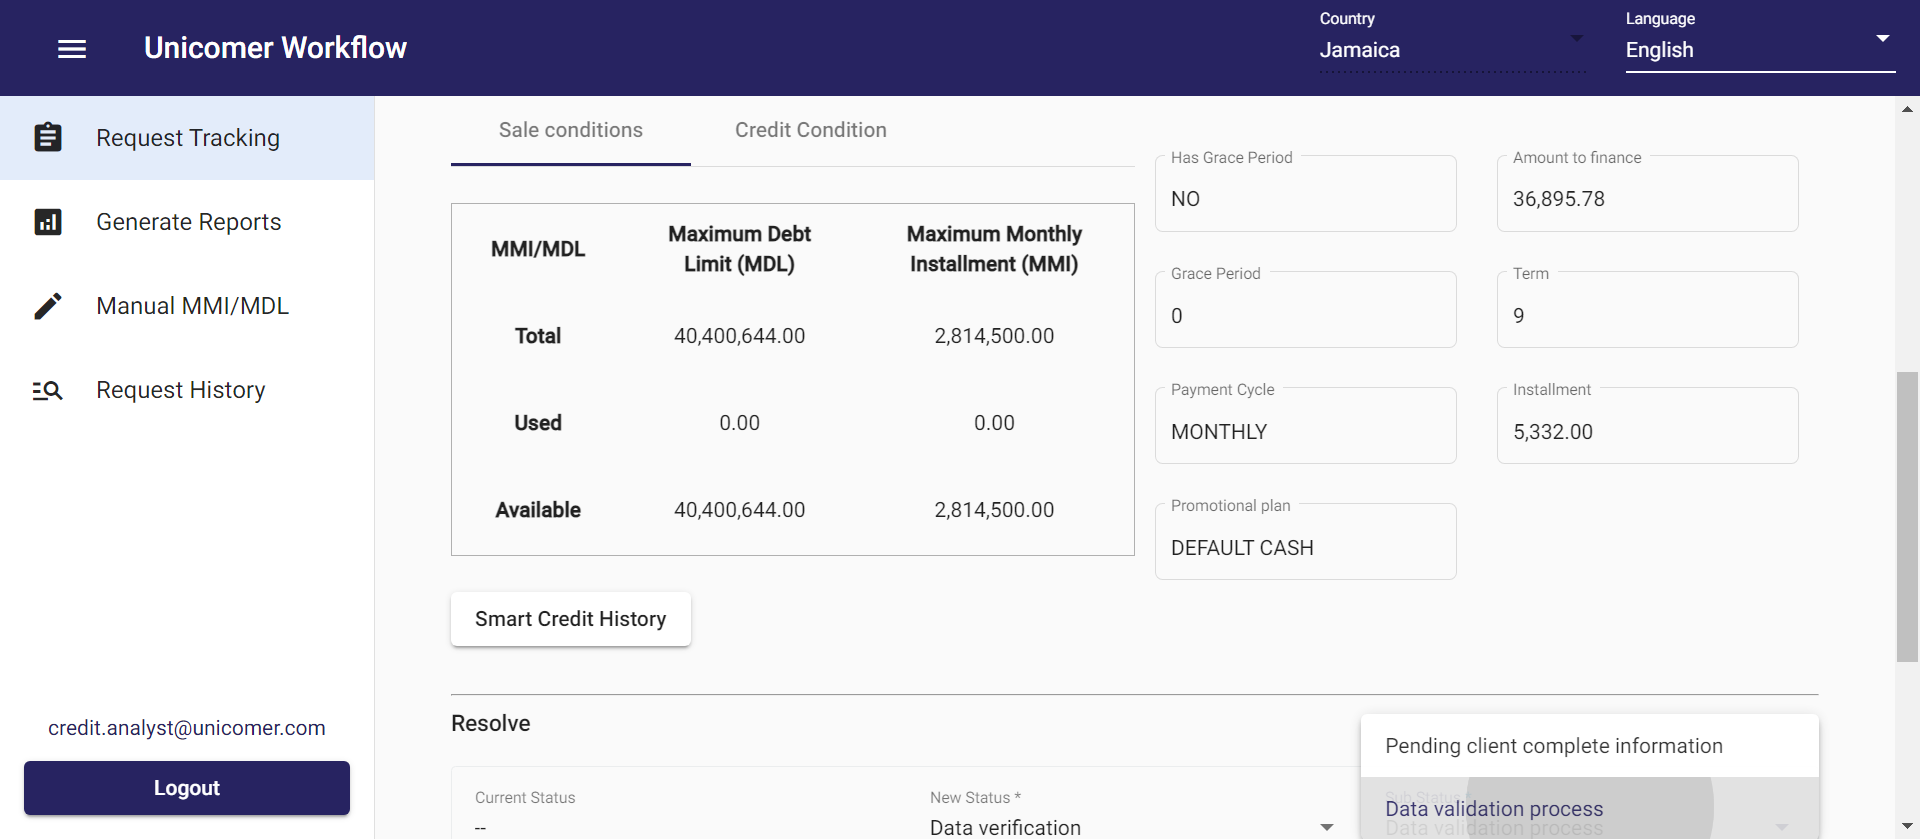 Unicomer Workflow
Country
Jamaica
Language
English
Request Tracking
Generate Reports
Manual MMI/MDL
Request History
credit.analyst@unicomer.com
Logout
Sale conditions
Credit Condition
MMI/MDL
Maximum Debt
Limit (MDL)
Maximum Monthly
Installment (MMI)
Total
40,400,644.00
2,814,500.00
Used
0.00
0.00
Available
40,400,644.00
2,814,500.00
Smart Credit History
Has Grace Period
NO
Amount to finance
36,895.78
Grace Period
0
Term
9
Payment Cycle
MONTHLY
Installment
5,332.00
Promotional plan
DEFAULT CASH
Resolve
Current Status
--
New Status *
Data verification
Pending client complete information
Sub Status *
Data validation process
Data validation process